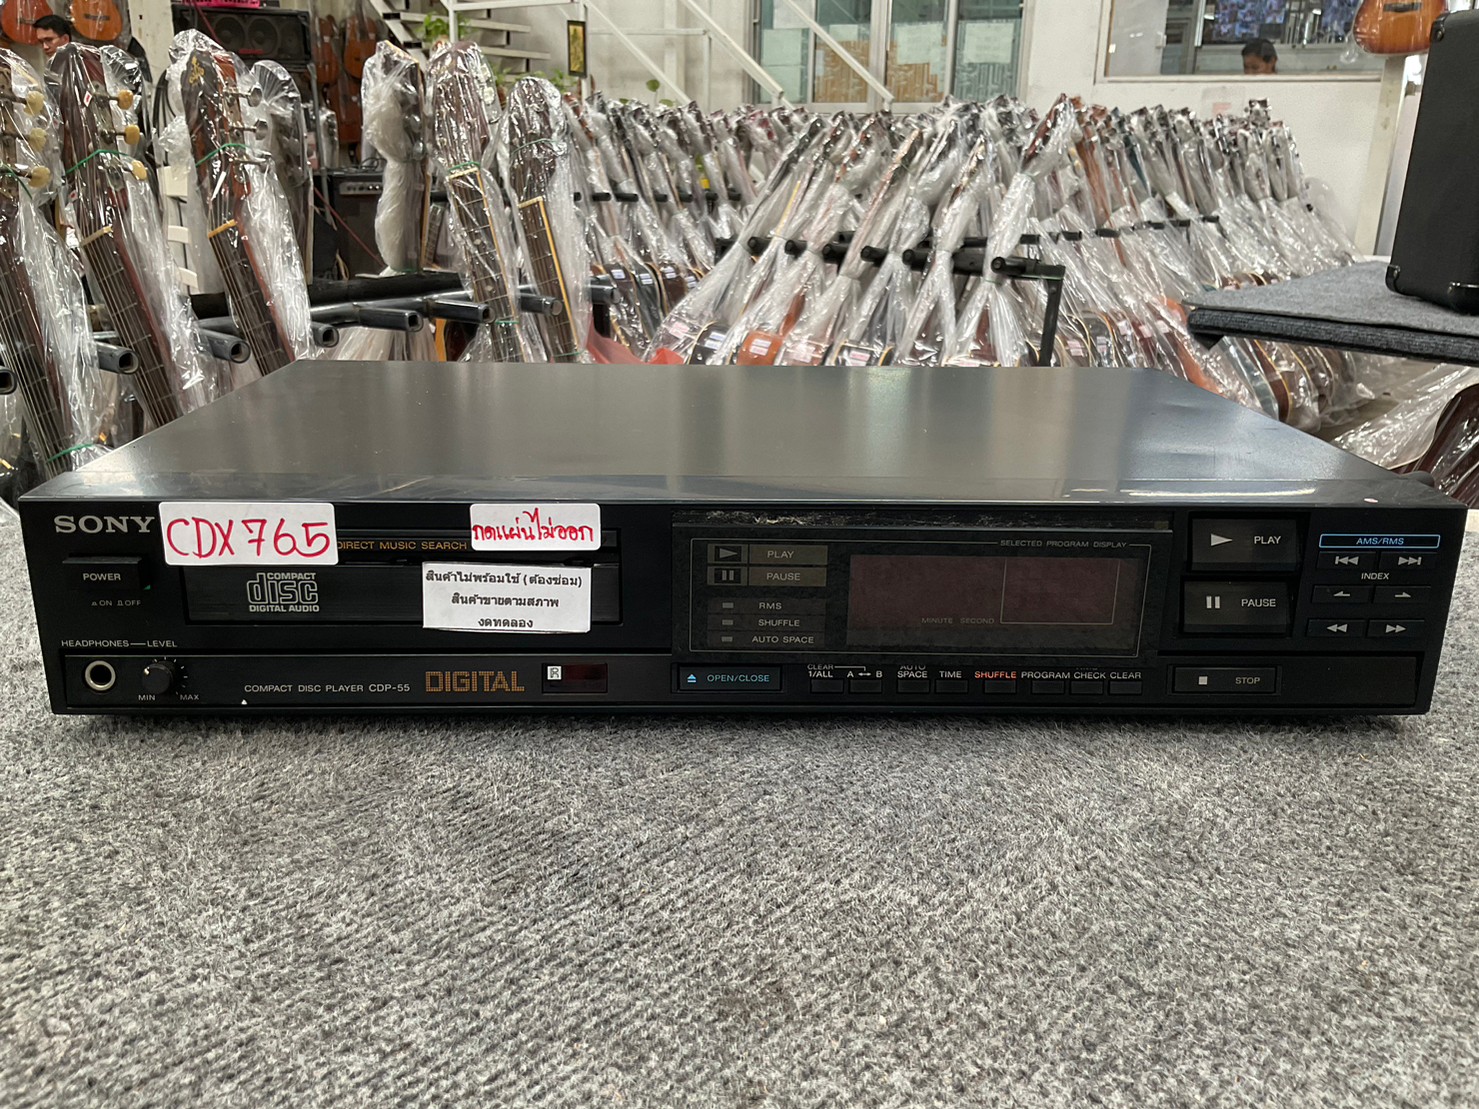 SONY
CDX765
DIRECT MUSIC SEARCH
กดแผ่นไม่ออก
สินค้าไม่พร้อมใช้ (ต้องซ่อม)
สินค้าขายตามสภาพ
งดทดลอง
POWER
ON OFF
COMPACT
disc
DIGITAL AUDIO
HEADPHONES LEVEL
MIN MAX
COMPACT DISC PLAYER CDP-55
DIGITAL
R
PLAY
PAUSE
RMS
SHUFFLE
AUTO SPACE
SELECTED PROGRAM DISPLAY
MINUTE SECOND
OPEN/CLOSE
CLEAR
1/ALL A B
AUTO
SPACE
TIME SHUFFLE PROGRAM CHECK CLEAR
PLAY
PAUSE
STOP
AMS/RMS
INDEX